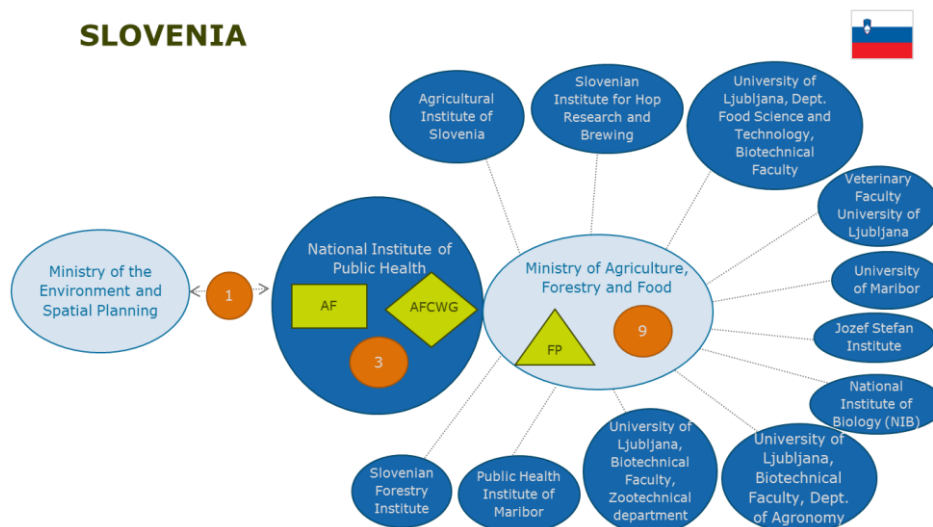 SLOVENIA
Agricultural
Institute of
Slovenia
Slovenian
Institute for Hop
Research and
Brewing
University of
Ljubljana, Dept.
Food Science and
Technology,
Biotechnical
Faculty
Veterinary
Faculty
University of
Ljubljana
University
of Maribor
Jozef Stefan
Institute
National
Institute of
Biology (NIB)
Ministry of the
Environment and
Spatial Planning
1
National Institute of
Public Health
AF
AFCWG
3
Ministry of Agriculture,
Forestry and Food
FP
9
Slovenian
Forestry
Institute
Public Health
Institute of
Maribor
University of
Ljubljana,
Biotechnical
Faculty,
Zootechnical
department
University of
Ljubljana,
Biotechnical
Faculty, Dept.
of Agronomy